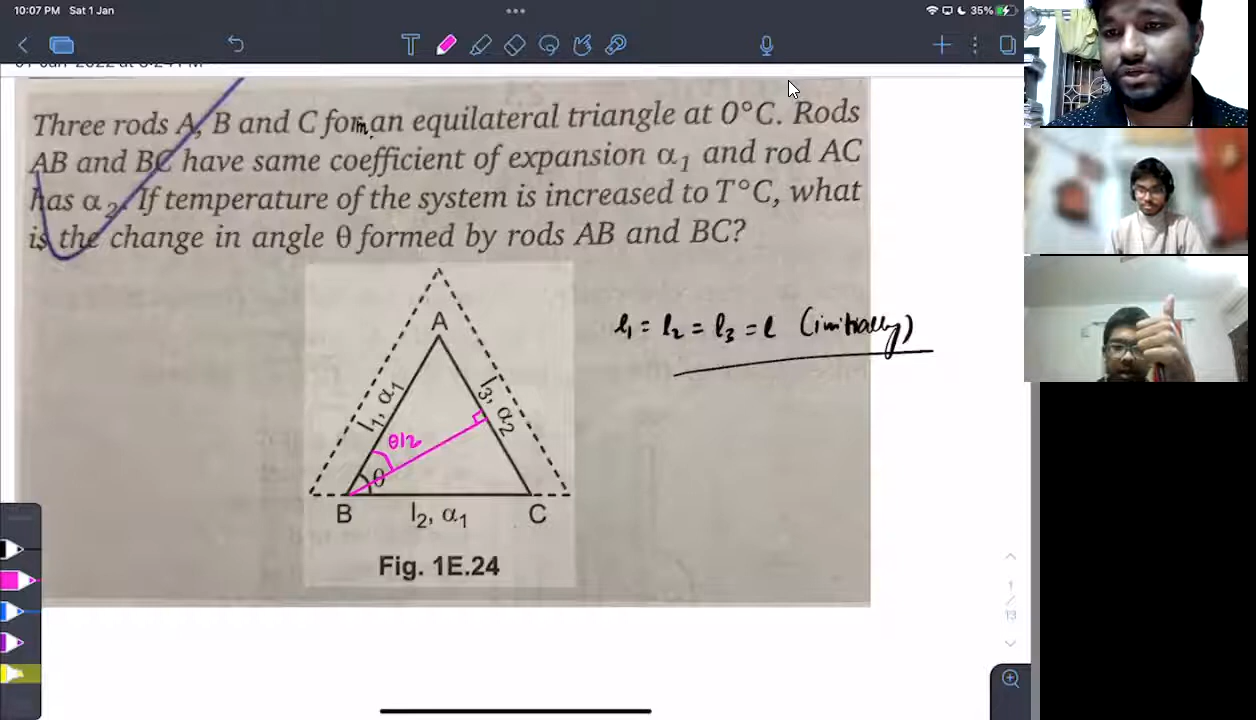 10:07 PM Sat 1 Jan
35%
Three rods A, B and C form an equilateral triangle at 0°C. Rods
AB and BC have same coefficient of expansion α₁ and rod AC
has α₂. If temperature of the system is increased to T°C, what
is the change in angle θ formed by rods AB and BC?
l₁ = l₂ = l₃ = l (initially)
A
l₁, α₁
l₃, α₂
θ/2
θ
B
l₂, α₁
C
Fig. 1E.24
1
/
13